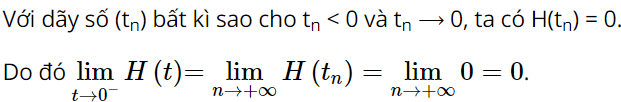 Với dãy số (tₙ) bất kì sao cho tₙ < 0 và tₙ ⟶ 0, ta có H(tₙ) = 0.
Do đó lim_{t→0⁻} H (t)= lim_{n→+∞} H (tₙ) = lim_{n→+∞} 0 = 0.